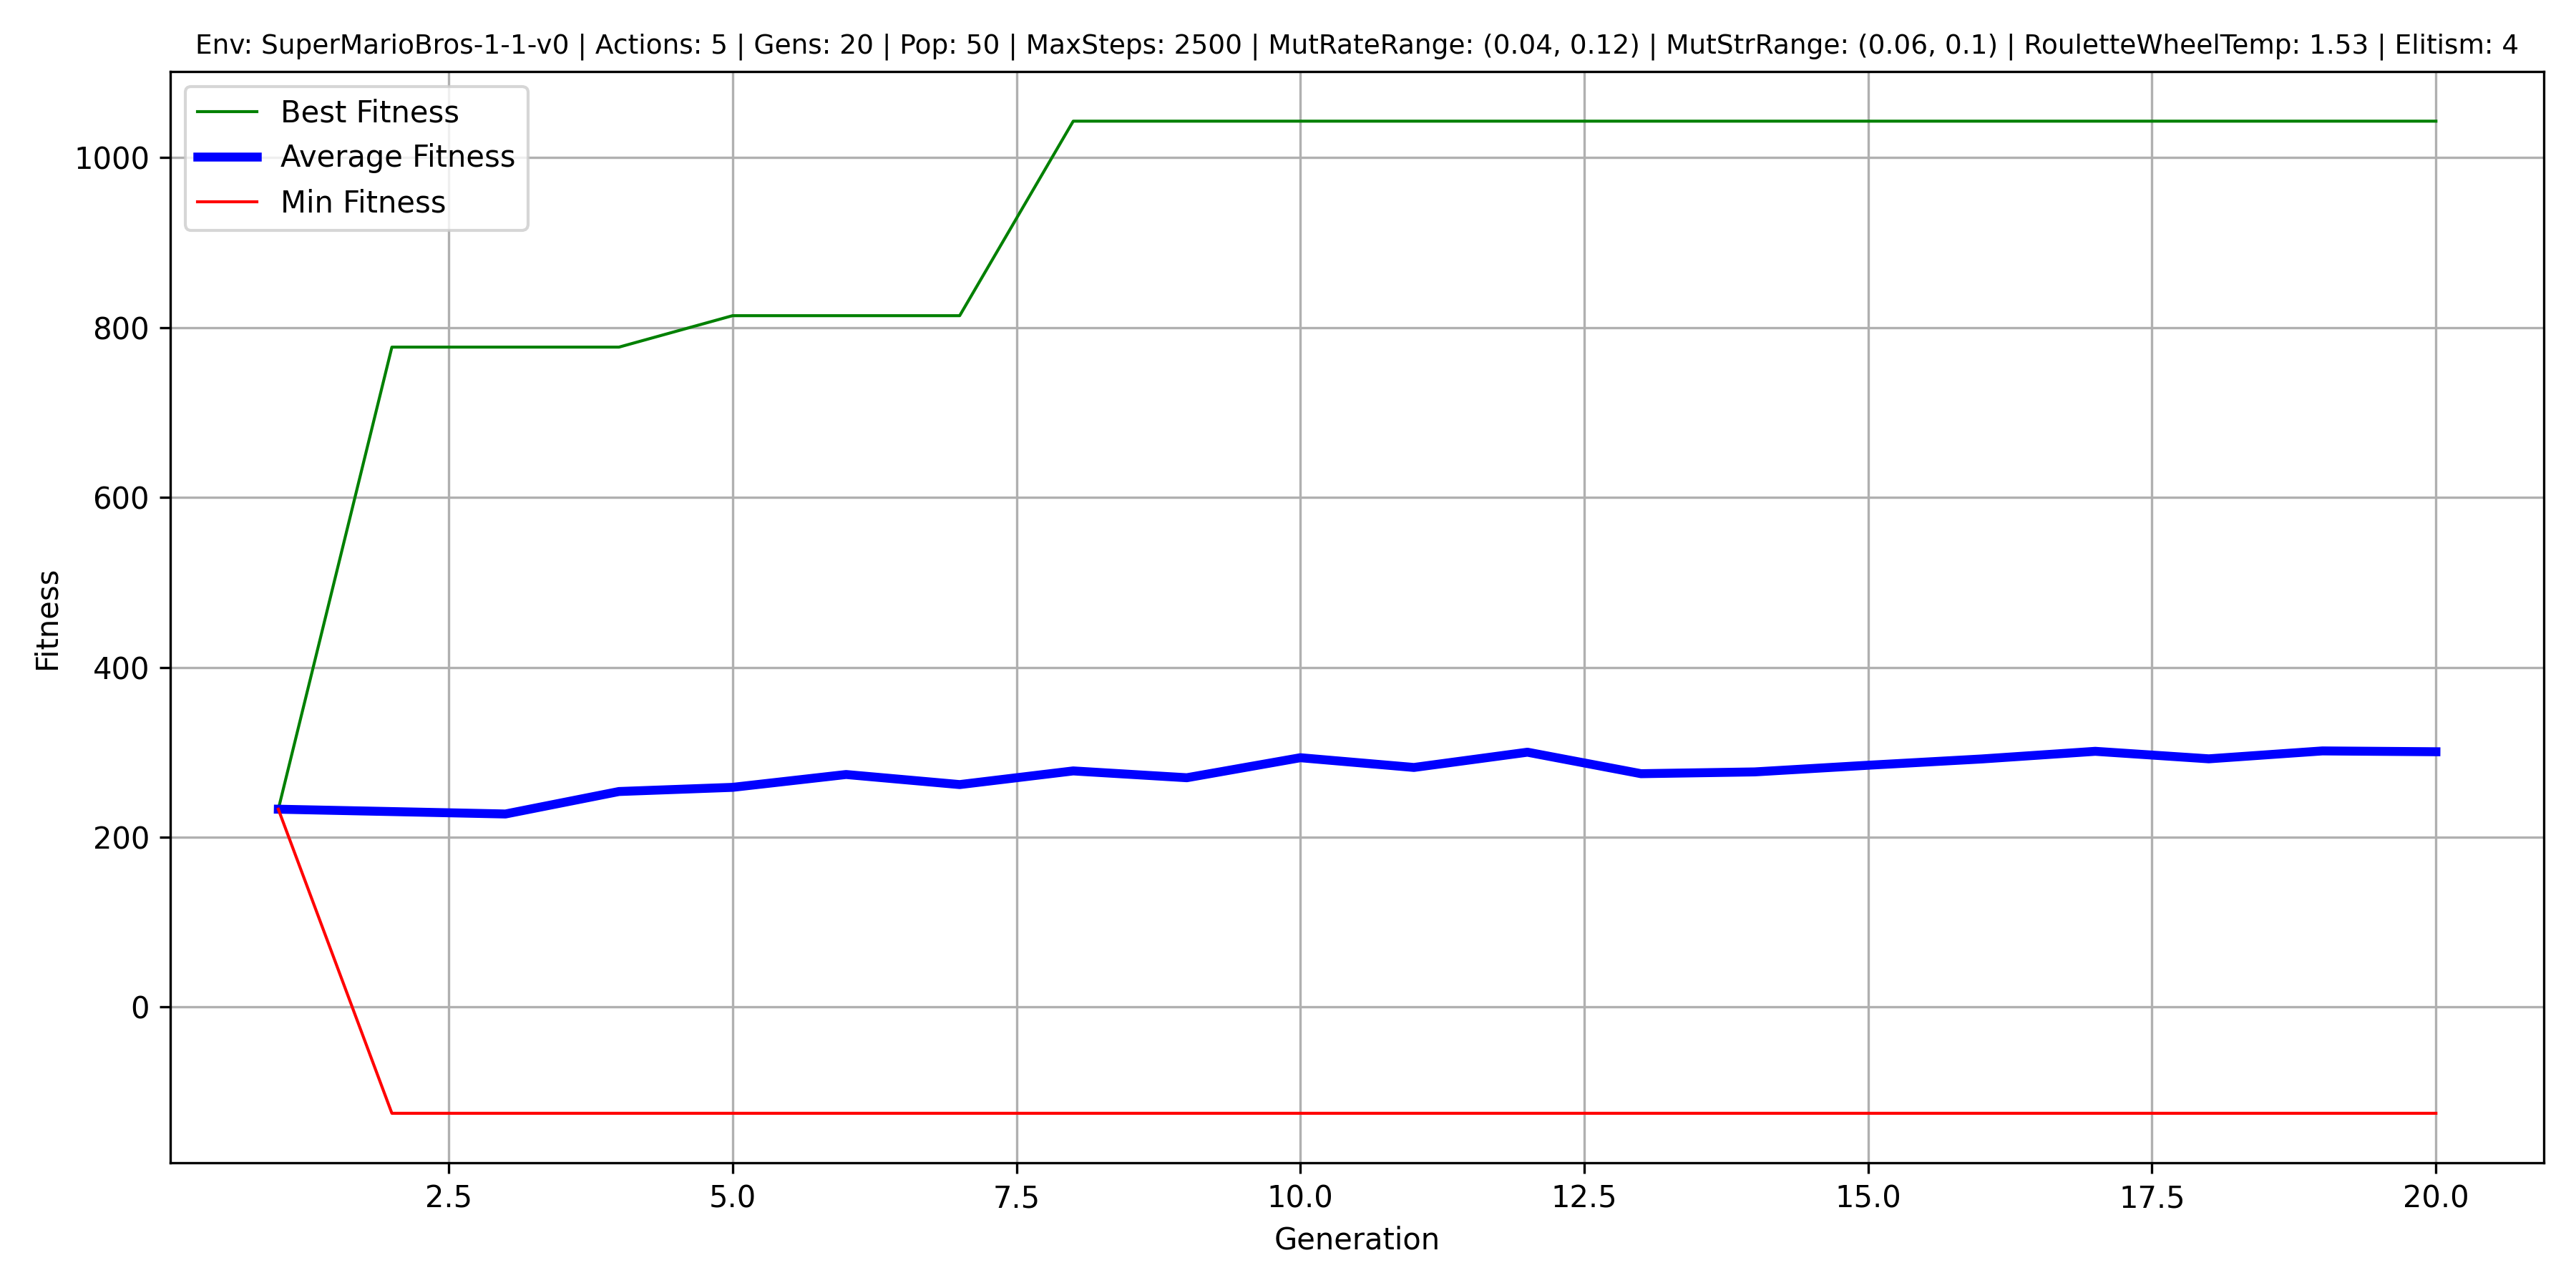 Env: SuperMarioBros-1-1-v0 | Actions: 5 | Gens: 20 | Pop: 50 | MaxSteps: 2500 | MutRateRange: (0.04, 0.12) | MutStrRange: (0.06, 0.1) | RouletteWheelTemp: 1.53 | Elitism: 4
Best Fitness
Average Fitness
Min Fitness
1000
800
600
400
200
0
Fitness
2.5 5.0 7.5 10.0 12.5 15.0 17.5 20.0
Generation